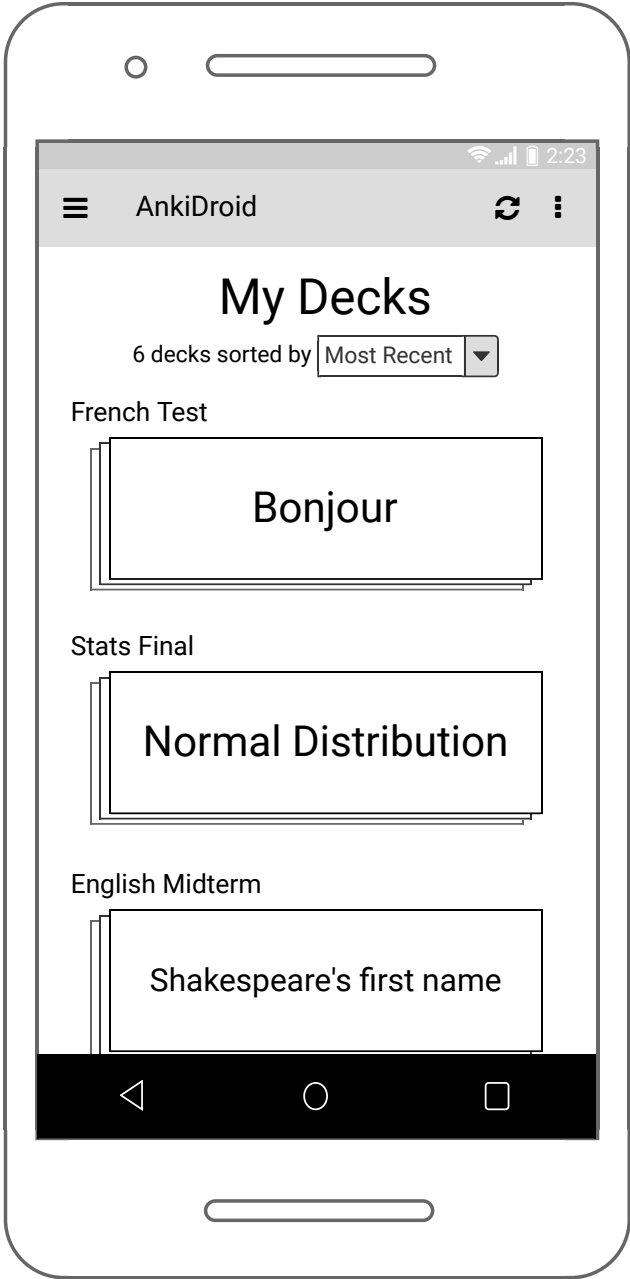 2:23
AnkiDroid
My Decks
6 decks sorted by Most Recent
French Test
Bonjour
Stats Final
Normal Distribution
English Midterm
Shakespeare's first name